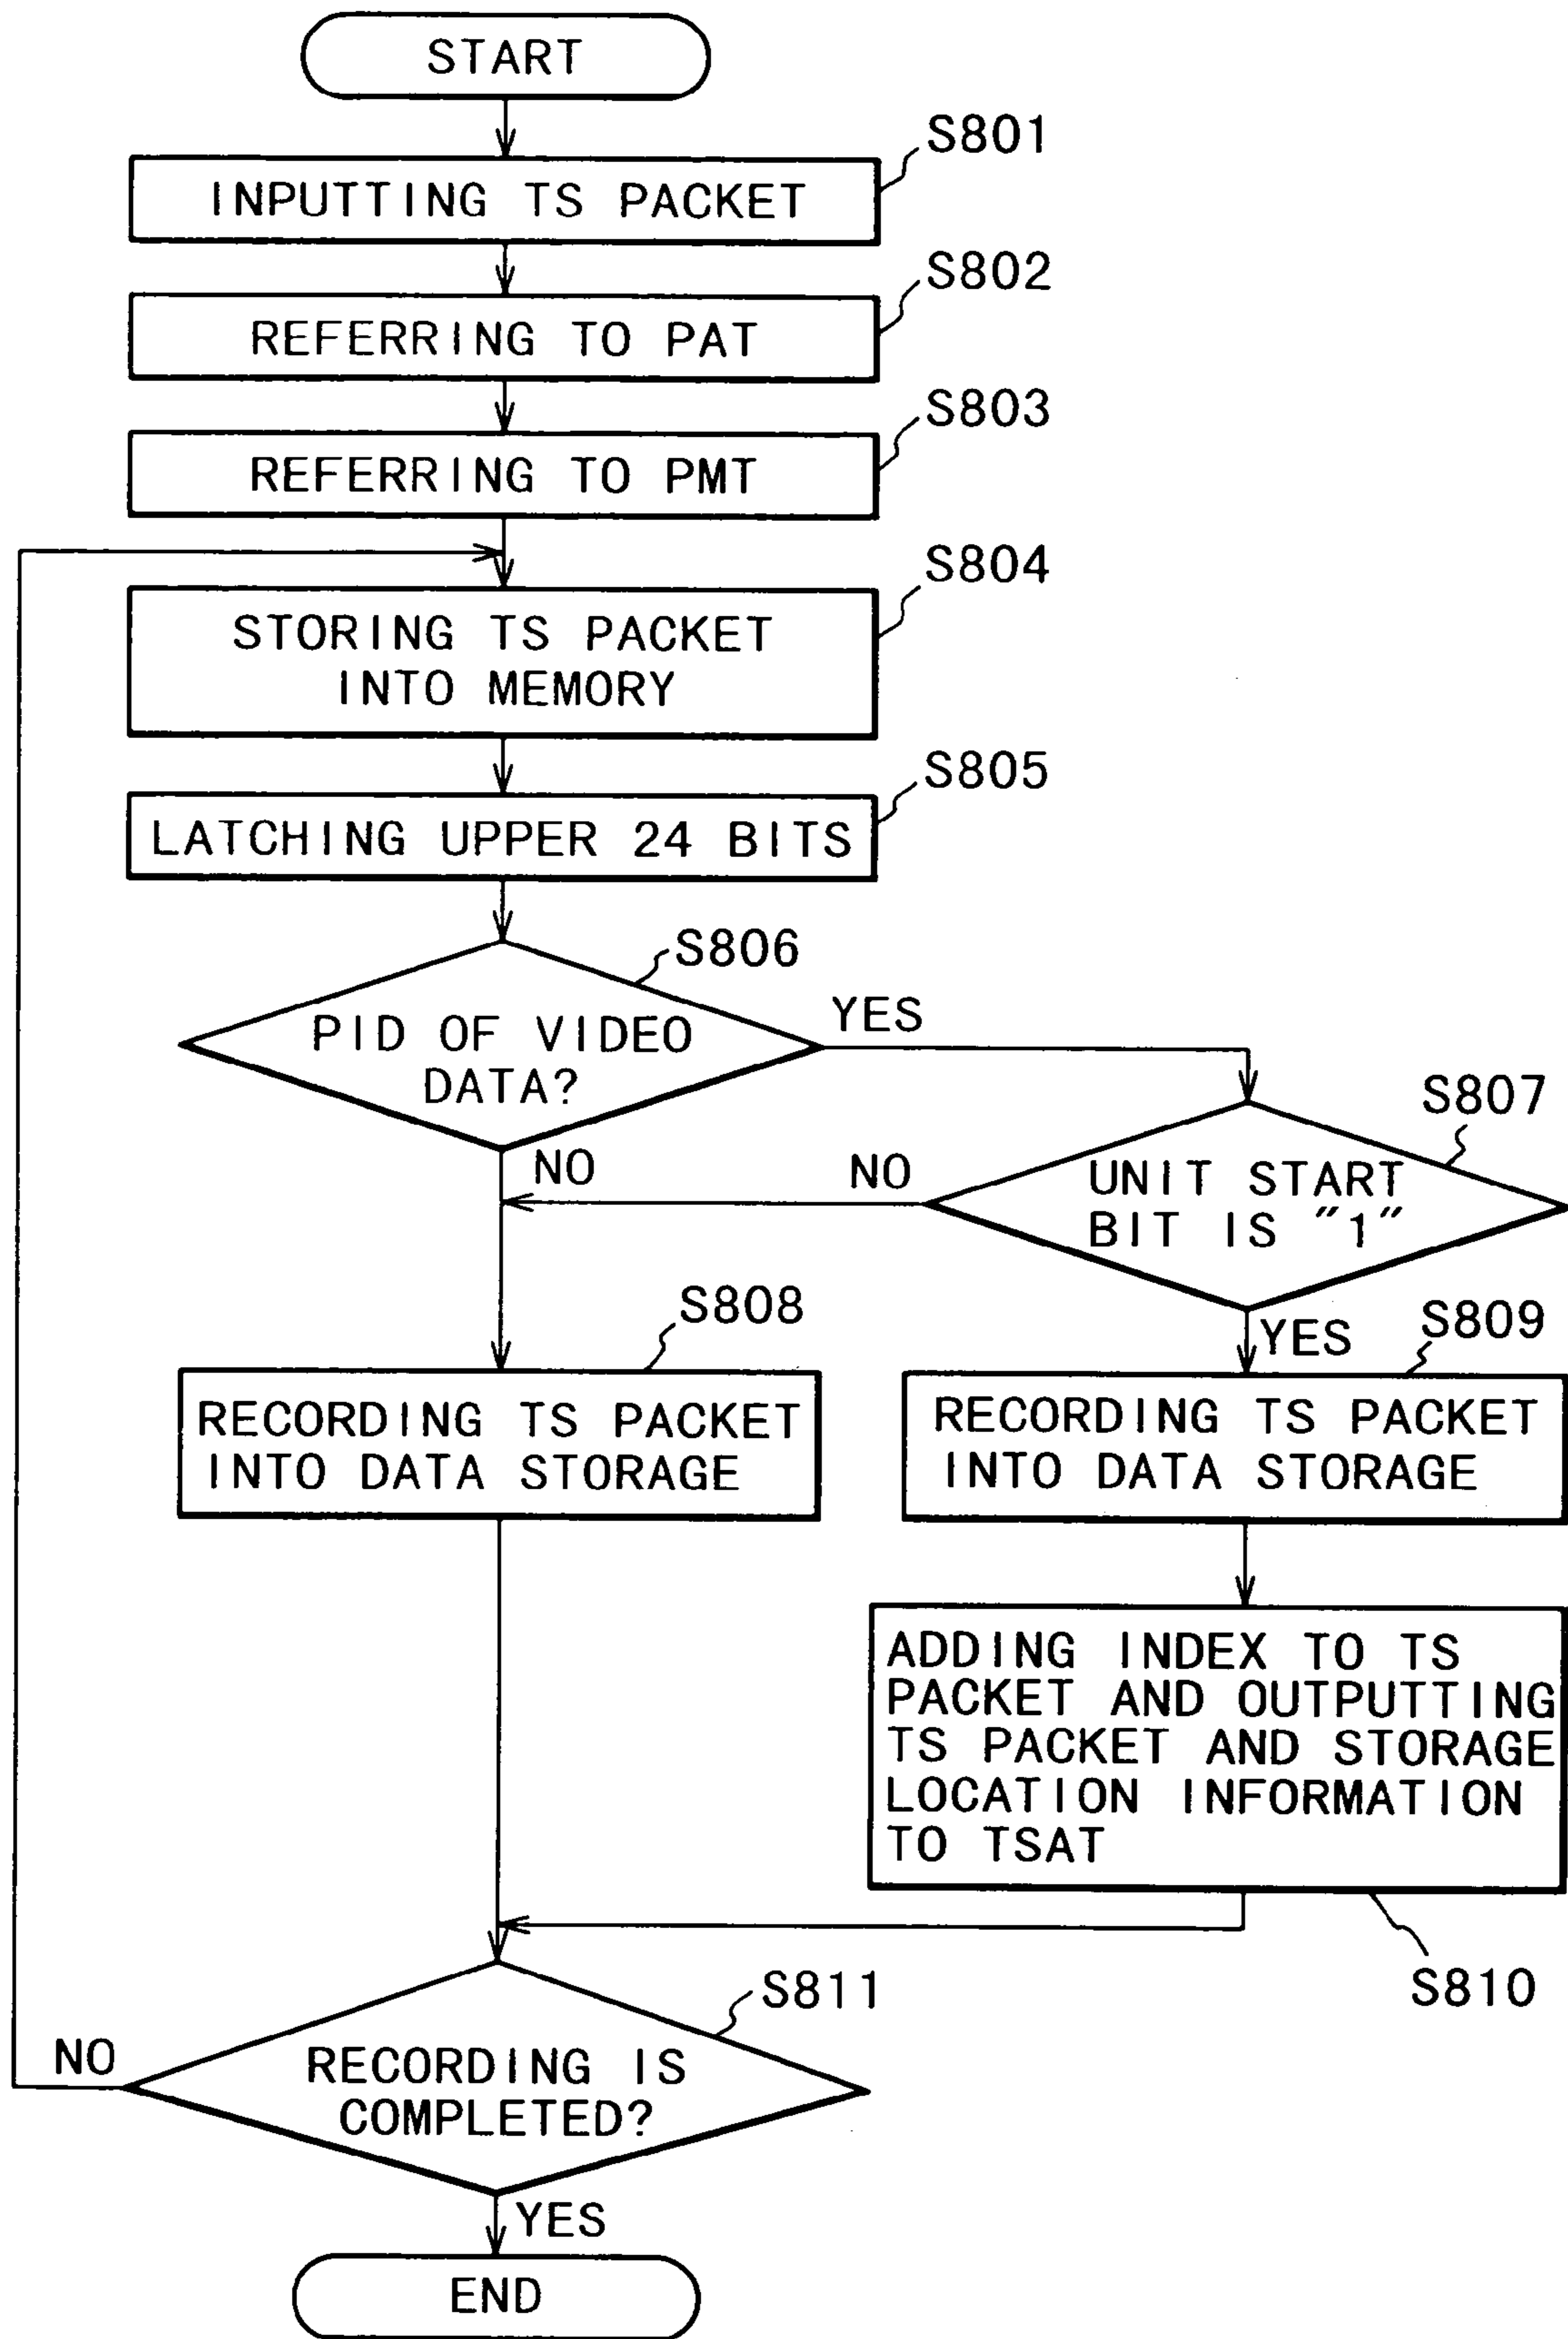 START
S801
INPUTTING TS PACKET
S802
REFERRING TO PAT
S803
REFERRING TO PMT
S804
STORING TS PACKET
INTO MEMORY
S805
LATCHING UPPER 24 BITS
S806
PID OF VIDEO
DATA?
YES
NO
S807
UNIT START
BIT IS "1"
NO
YES
S808
RECORDING TS PACKET
INTO DATA STORAGE
S809
RECORDING TS PACKET
INTO DATA STORAGE
ADDING INDEX TO TS
PACKET AND OUTPUTTING
TS PACKET AND STORAGE
LOCATION INFORMATION
TO TSAT
S810
S811
RECORDING IS
COMPLETED?
NO
YES
END